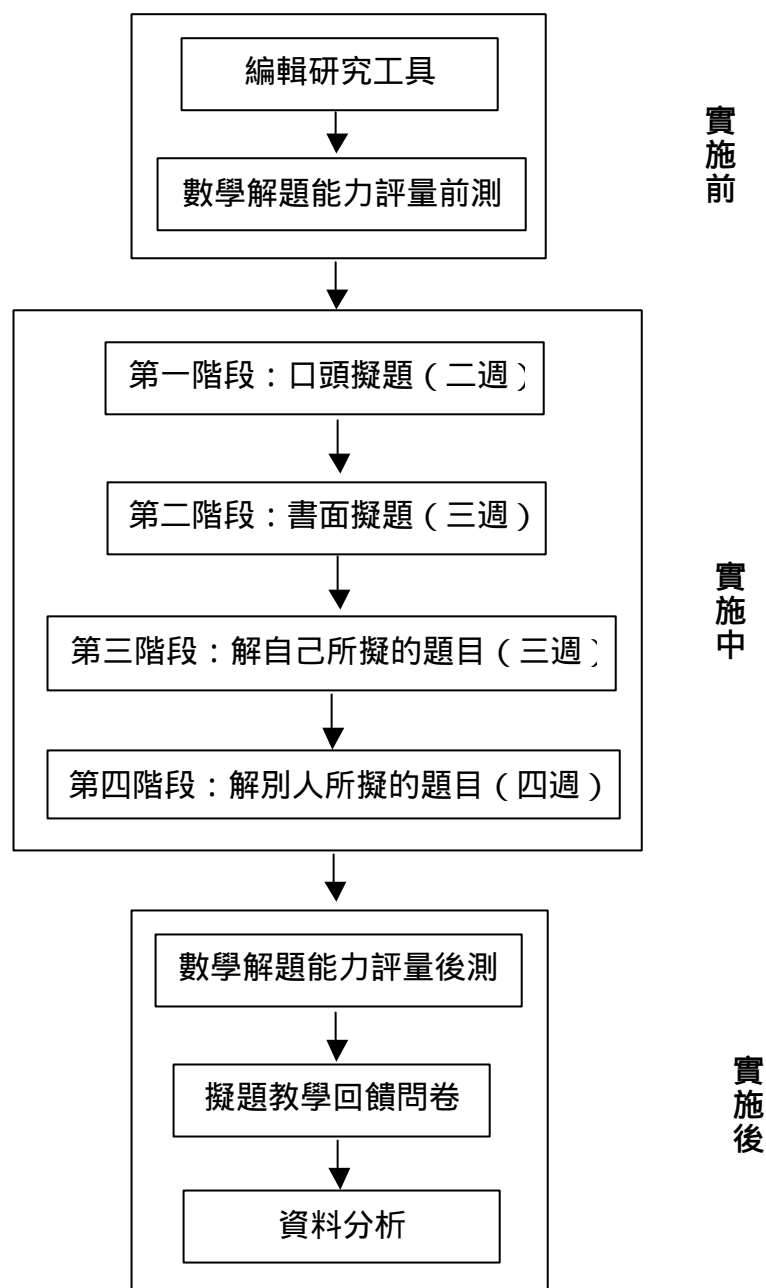 編輯研究工具
數學解題能力評量前測
實施前
第一階段：口頭擬題（二週）
第二階段：書面擬題（三週）
第三階段：解自己所擬的題目（三週）
第四階段：解別人所擬的題目（四週）
實施中
數學解題能力評量後測
擬題教學回饋問卷
資料分析
實施後